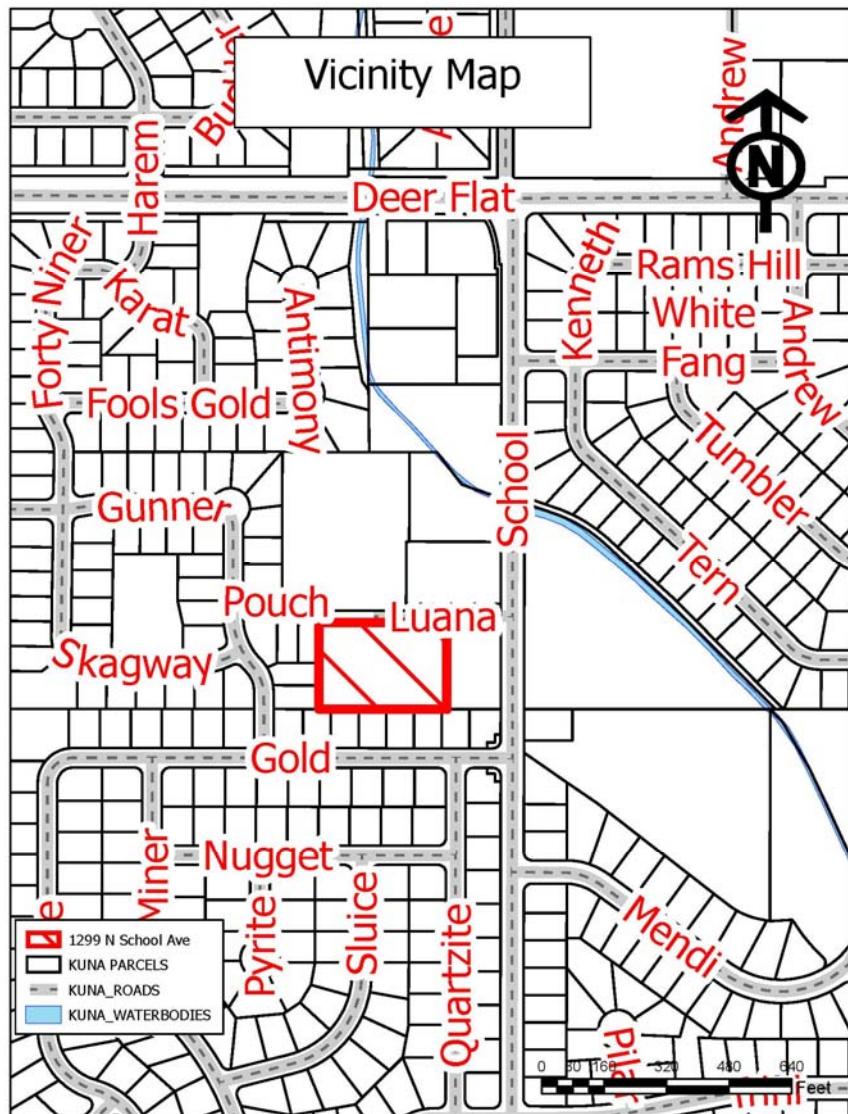 Vicinity Map
Andrew
N
Harem
Deer Flat
Forty Niner
Karat
Antimony
Kenneth
Rams Hill
White
Fang
Andrew
Fools Gold
School
Tumbler
Gunner
Tern
Pouch
Luana
Skagway
Gold
Miner
Nugget
Pyrite
Sluice
Quartzite
Mendi
1299 N School Ave
KUNA PARCELS
KUNA_ROADS
KUNA_WATERBODIES
0 80 160 320 480 640
Feet